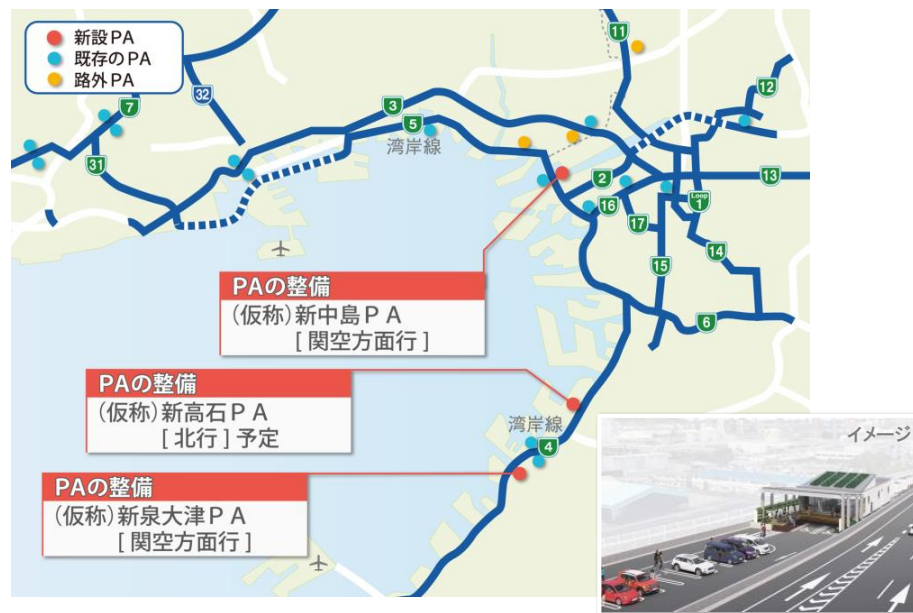 新設PA
既存のPA
路外PA
11
12
7
32
3
5
湾岸線
31
2
13
16
Loop
1
17
14
15
6
PAの整備
(仮称)新中島PA
[関空方面行]
PAの整備
(仮称)新高石PA
[北行]予定
湾岸線
4
PAの整備
(仮称)新泉大津PA
[関空方面行]
イメージ